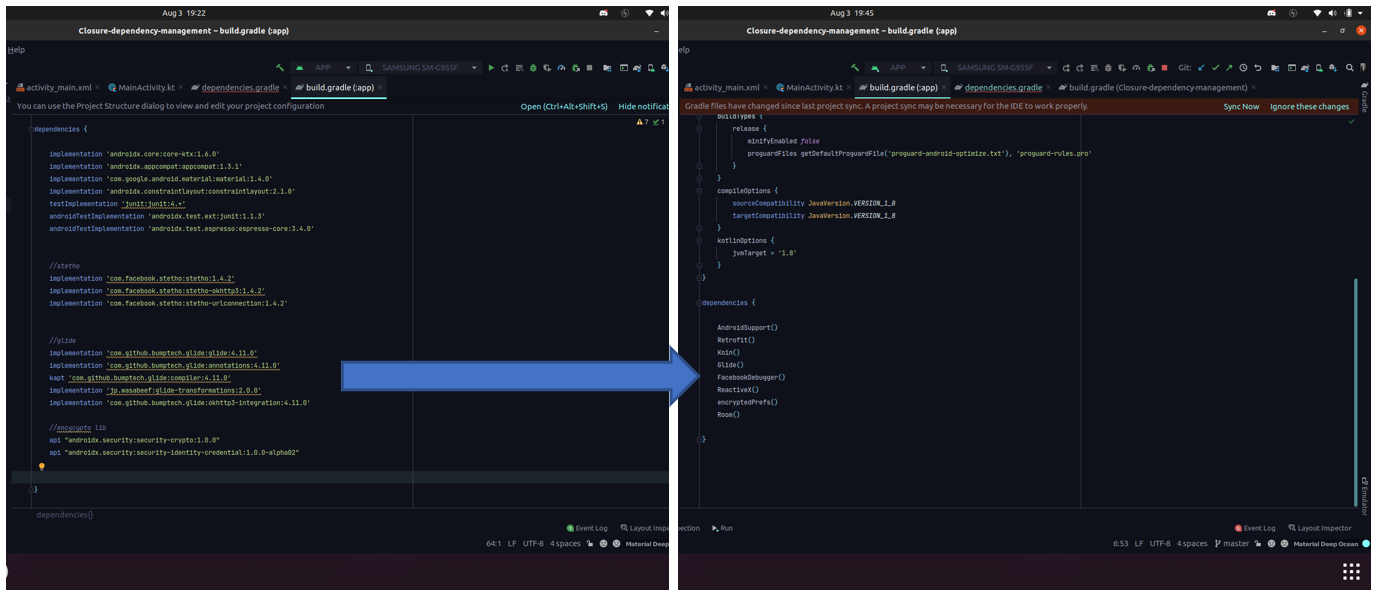 Aug 3 19:22
Closure-dependency-management – build.gradle (:app)
Help
APP
SAMSUNG SM-G955F
activity_main.xml
MainActivity.kt
dependencies.gradle
build.gradle (:app)
You can use the Project Structure dialog to view and edit your project configuration
Open (Ctrl+Alt+Shift+S)
Hide notificat
7
1
dependencies {
implementation 'androidx.core:core-ktx:1.6.0'
implementation 'androidx.appcompat:appcompat:1.3.1'
implementation 'com.google.android.material:material:1.4.0'
implementation 'androidx.constraintlayout:constraintlayout:2.1.0'
testImplementation 'junit:junit:4.+'
androidTestImplementation 'androidx.test.ext:junit:1.1.3'
androidTestImplementation 'androidx.test.espresso:espresso-core:3.4.0'
//stetho
implementation 'com.facebook.stetho:stetho:1.4.2'
implementation 'com.facebook.stetho:stetho-okhttp3:1.4.2'
implementation 'com.facebook.stetho:stetho-urlconnection:1.4.2'
//glide
implementation 'com.github.bumptech.glide:glide:4.11.0'
implementation 'com.github.bumptech.glide:annotations:4.11.0'
kapt 'com.github.bumptech.glide:compiler:4.11.0'
implementation 'jp.wasabeef:glide-transformations:2.0.0'
implementation 'com.github.bumptech.glide:okhttp3-integration:4.11.0'
//encycypto lib
api "androidx.security:security-crypto:1.0.0"
api "androidx.security:security-identity-credential:1.0.0-alpha02"
}
dependencies{}
Event Log
Layout Inspe
64:1 LF UTF-8 4 spaces
Material Deep
Aug 3 19:45
Closure-dependency-management – build.gradle (:app)
elp
APP
SAMSUNG SM-G955F
Git:
activity_main.xml
MainActivity.kt
build.gradle (:app)
dependencies.gradle
build.gradle (Closure-dependency-management)
Gradle
Gradle files have changed since last project sync. A project sync may be necessary for the IDE to work properly.
Sync Now
Ignore these changes
buildTypes {
release {
minifyEnabled false
proguardFiles getDefaultProguardFile('proguard-android-optimize.txt'), 'proguard-rules.pro'
}
}
compileOptions {
sourceCompatibility JavaVersion.VERSION_1_8
targetCompatibility JavaVersion.VERSION_1_8
}
kotlinOptions {
jvmTarget = '1.8'
}
}
dependencies {
AndroidSupport()
Retrofit()
Koin()
Glide()
FacebookDebugger()
ReactiveX()
encryptedPrefs()
Room()
}
Emulator
ection
Run
Event Log
Layout Inspector
6:53 LF UTF-8 4 spaces
master
Material Deep Ocean